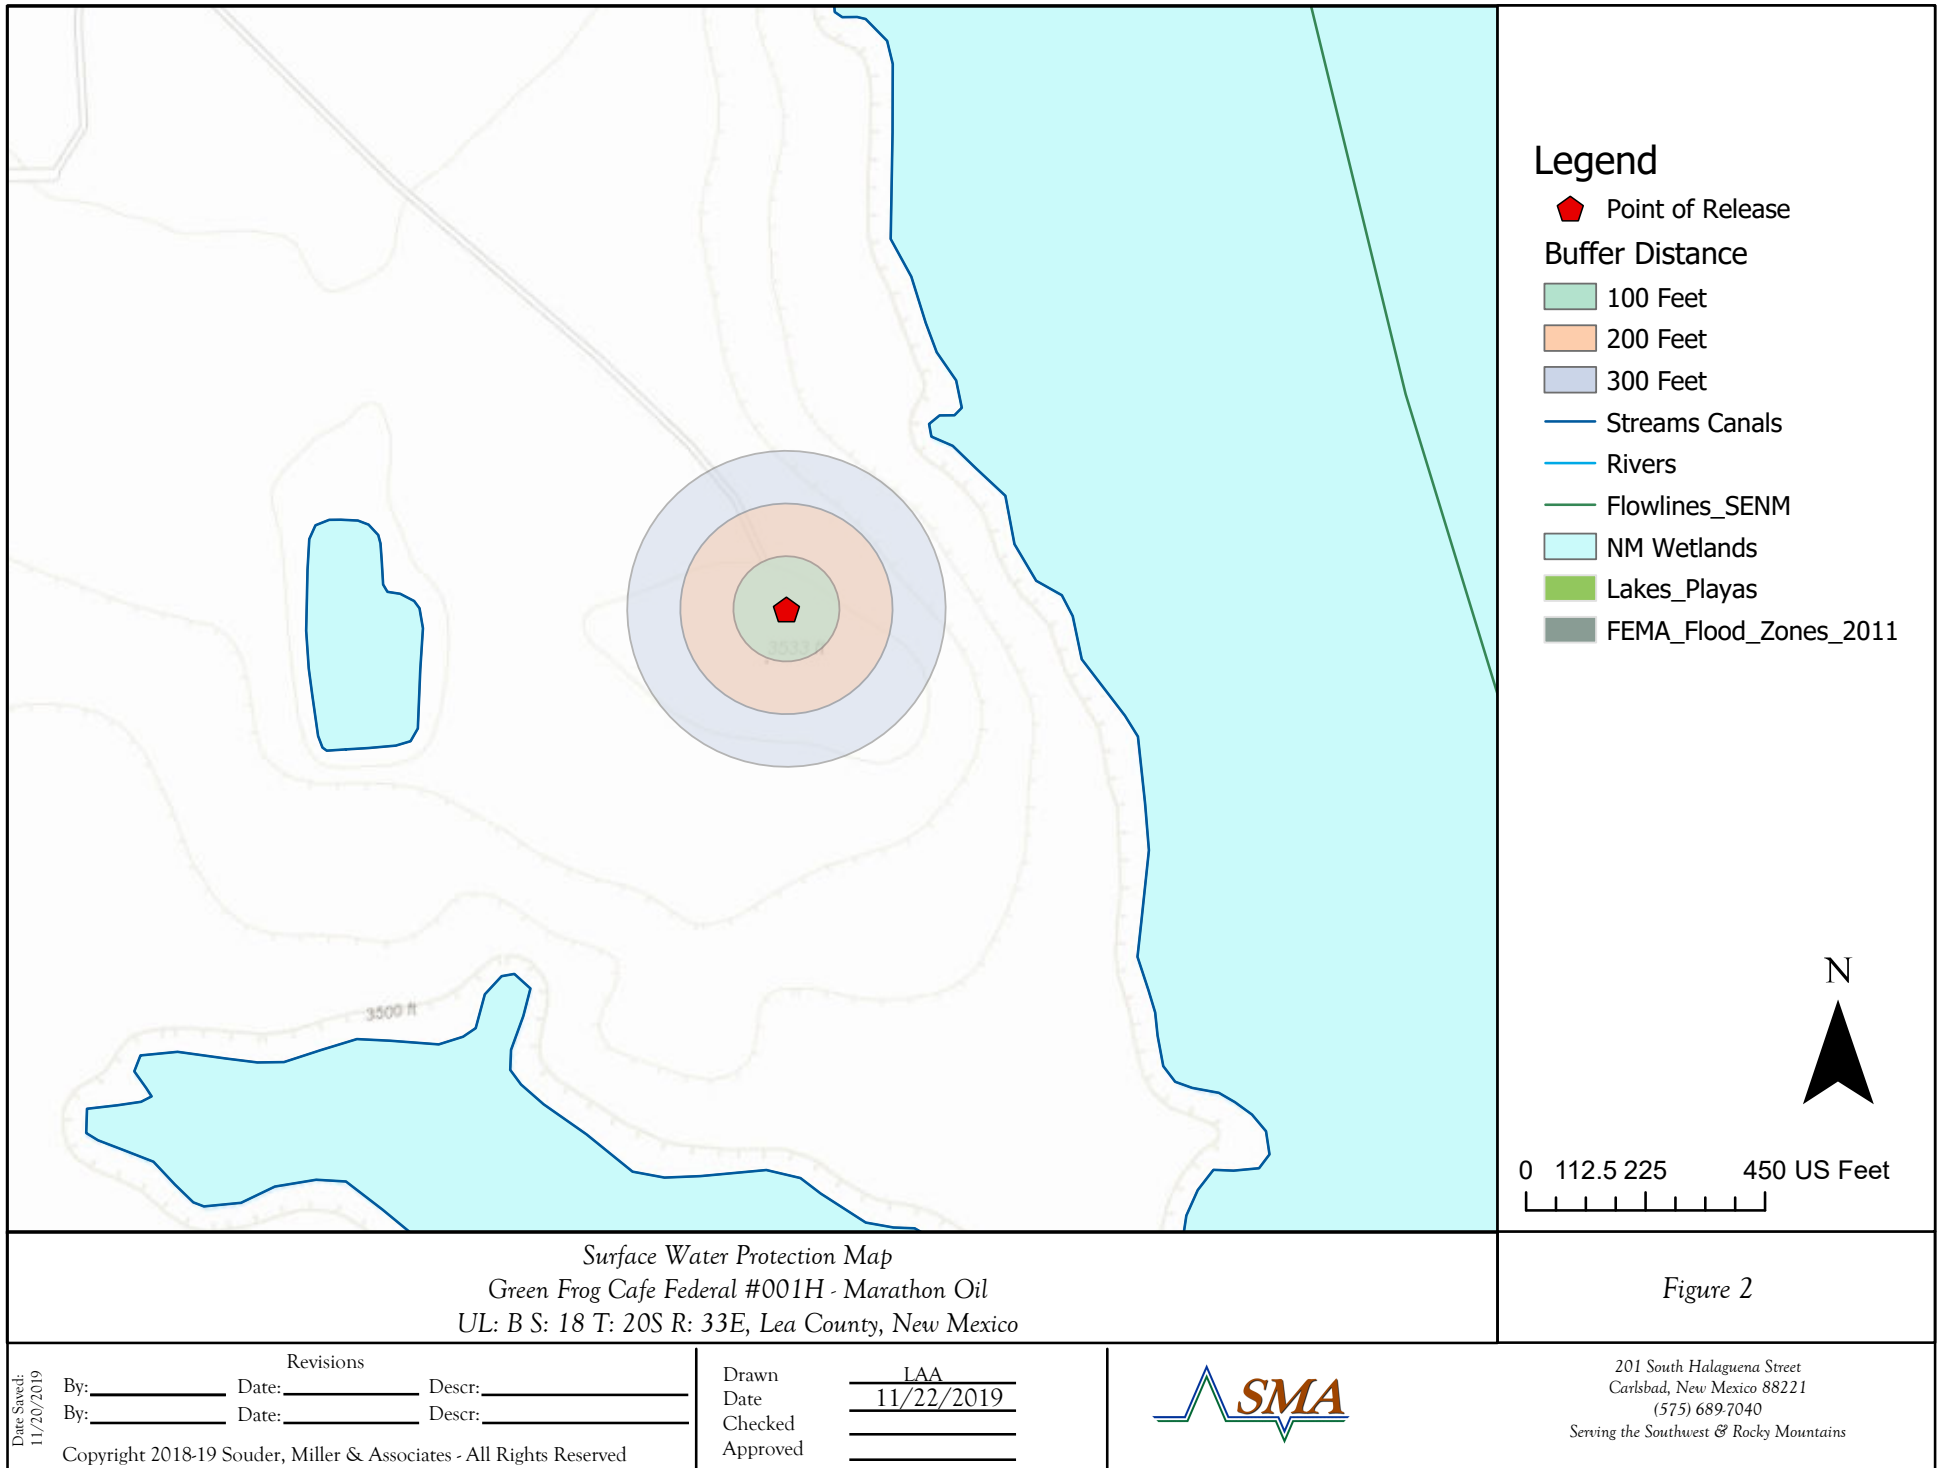 3533 ft
3500 ft
Legend
Point of Release
Buffer Distance
100 Feet
200 Feet
300 Feet
Streams Canals
Rivers
Flowlines_SENM
NM Wetlands
Lakes_Playas
FEMA_Flood_Zones_2011
N
0 112.5 225 450 US Feet
Surface Water Protection Map
Green Frog Cafe Federal #001H - Marathon Oil
UL: B S: 18 T: 20S R: 33E, Lea County, New Mexico
Figure 2
Date Saved:
11/20/2019
Revisions
By: Date: Descr:
By: Date: Descr:
Copyright 2018-19 Souder, Miller & Associates - All Rights Reserved
Drawn LAA
Date 11/22/2019
Checked
Approved
SMA
201 South Halaguena Street
Carlsbad, New Mexico 88221
(575) 689-7040
Serving the Southwest & Rocky Mountains